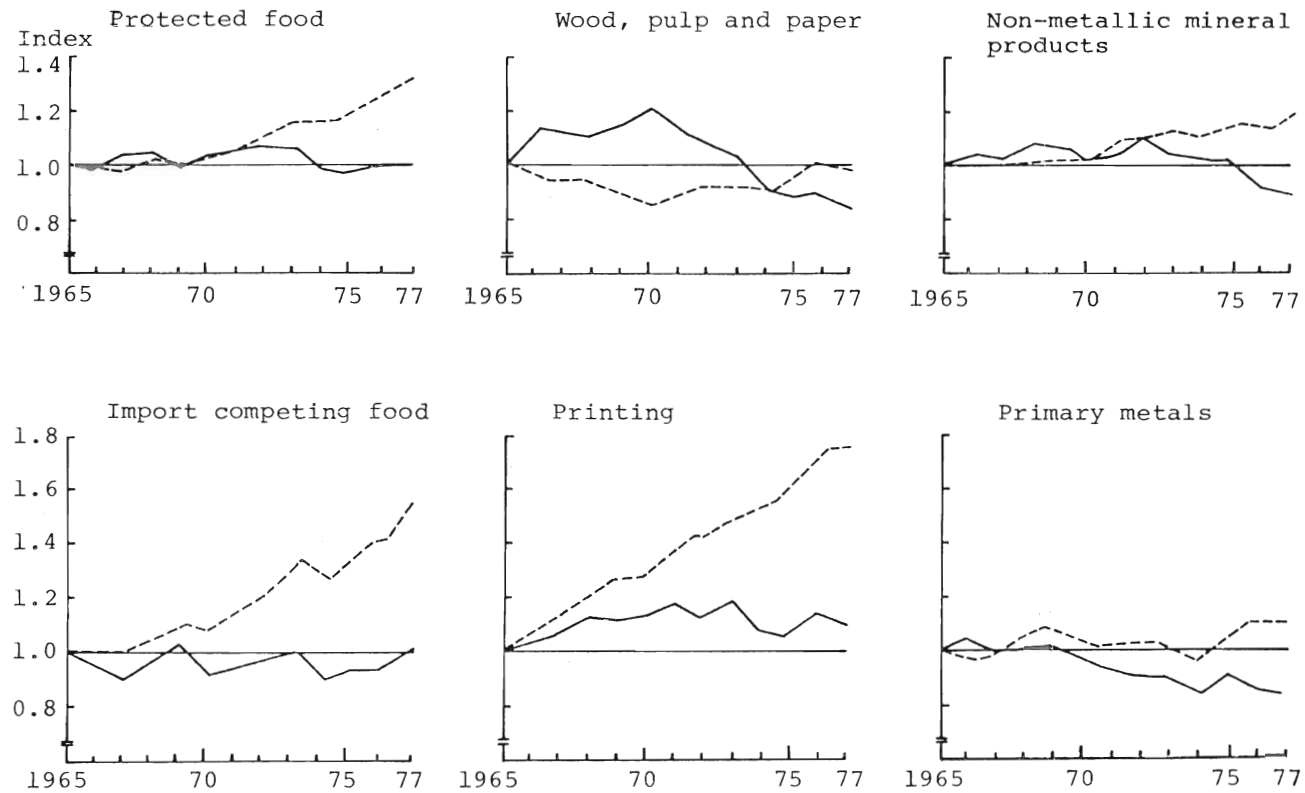 Protected food
Wood, pulp and paper
Non-metallic mineral
products
Index
1.4
1.2
1.0
0.8
1965 70 75 77
1965 70 75 77
1965 70 75 77
Import competing food
Printing
Primary metals
1.8
1.6
1.4
1.2
1.0
0.8
1965 70 75 77
1965 70 75 77
1965 70 75 77